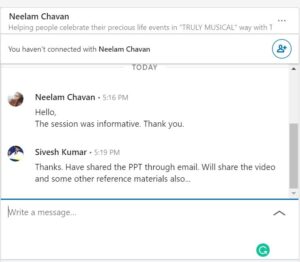 Neelam Chavan
Helping people celebrate their precious life events in "TRULY MUSICAL" way with T
...
You haven't connected with Neelam Chavan
TODAY
Neelam Chavan • 5:16 PM
Hello,
The session was informative. Thank you.
Sivesh Kumar • 5:19 PM
Thanks. Have shared the PPT through email. Will share the video
and some other reference materials also...
Write a message...
G